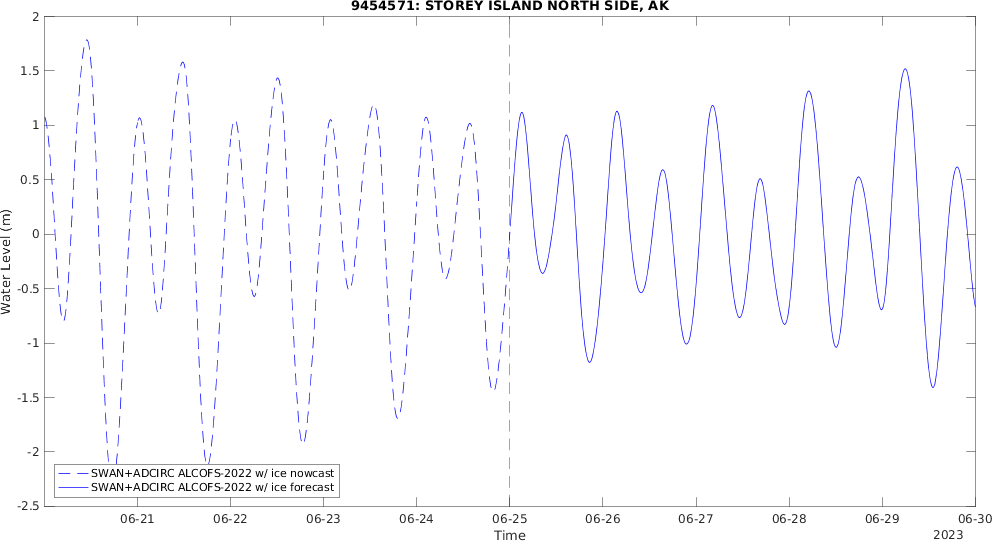 9454571: STOREY ISLAND NORTH SIDE, AK
Water Level (m)
2
1.5
1
0.5
0
-0.5
-1
-1.5
-2
-2.5
SWAN+ADCIRC ALCOFS-2022 w/ ice nowcast
SWAN+ADCIRC ALCOFS-2022 w/ ice forecast
06-21 06-22 06-23 06-24 06-25 06-26 06-27 06-28 06-29 06-30
Time
2023